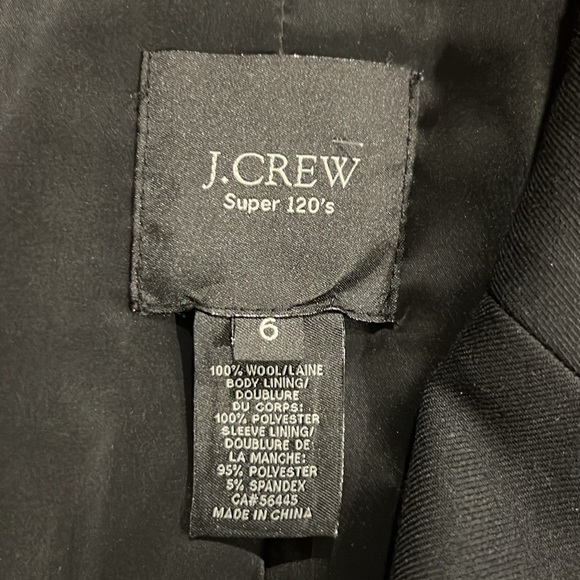 J.CREW
Super 120's
6
100% WOOL/LAINE
BODY LINING/
DOUBLURE
DU CORPS:
100% POLYESTER
SLEEVE LINING/
DOUBLURE DE
LA MANCHE:
95% POLYESTER
5% SPANDEX
CA#56445
MADE IN CHINA